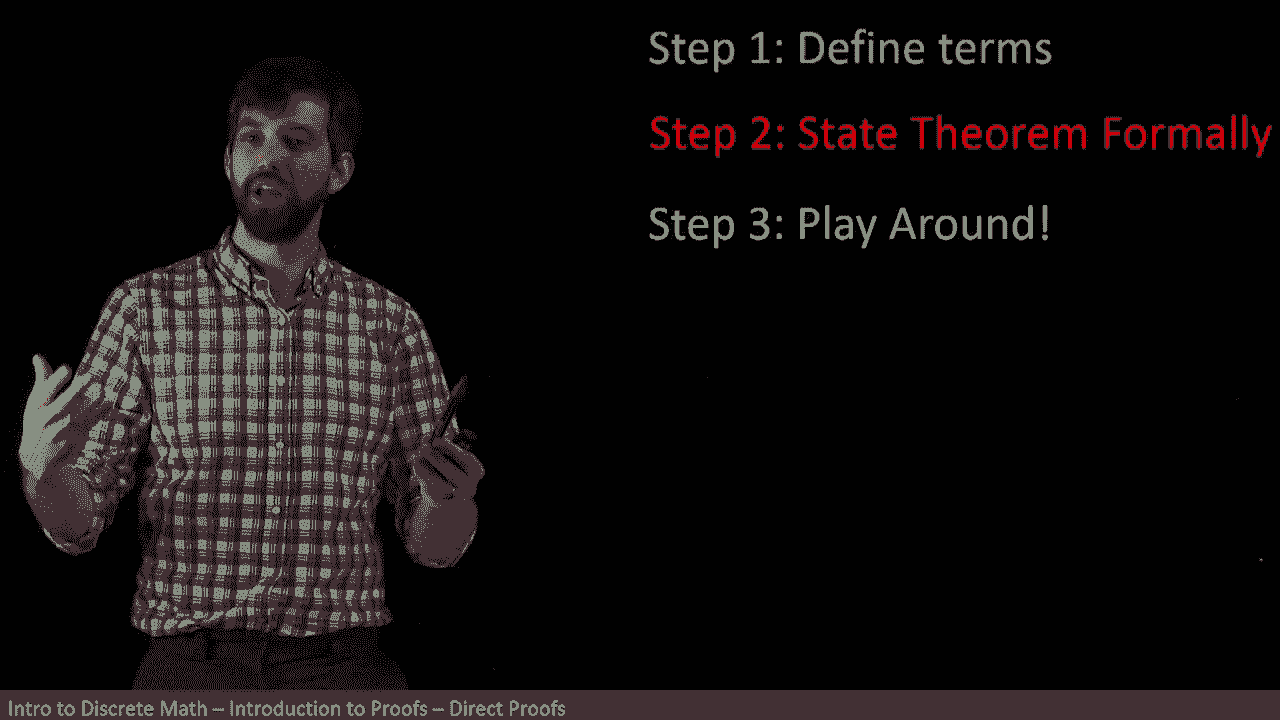 Step 1: Define terms
Step 2: State Theorem Formally
Step 3: Play Around!
Intro to Discrete Math – Introduction to Proofs – Direct Proofs